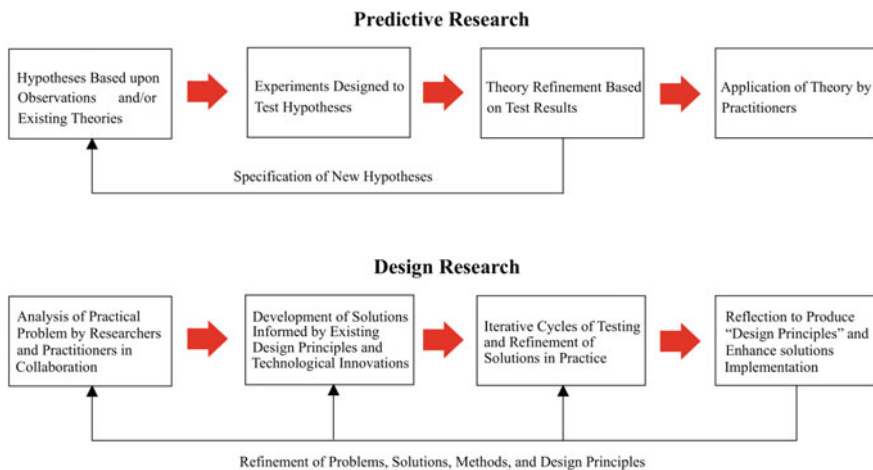 Predictive Research
Hypotheses Based upon
Observations and/or
Existing Theories
Experiments Designed to
Test Hypotheses
Theory Refinement Based
on Test Results
Application of Theory by
Practitioners
Specification of New Hypotheses
Design Research
Analysis of Practical
Problem by Researchers
and Practitioners in
Collaboration
Development of Solutions
Informed by Existing
Design Principles and
Technological Innovations
Iterative Cycles of Testing
and Refinement of
Solutions in Practice
Reflection to Produce
“Design Principles” and
Enhance solutions
Implementation
Refinement of Problems, Solutions, Methods, and Design Principles